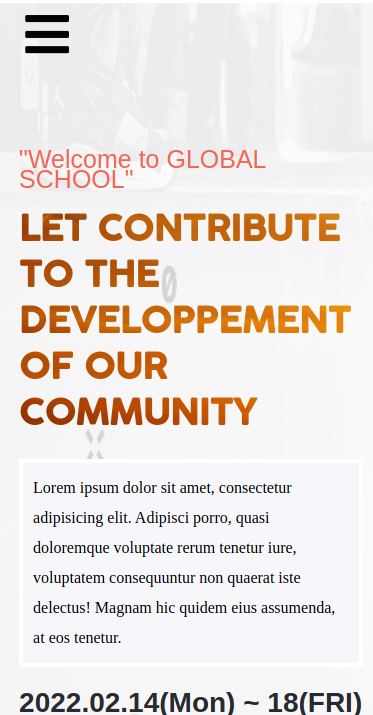 "Welcome to GLOBAL
SCHOOL"
LET CONTRIBUTE
TO THE
DEVELOPPEMENT
OF OUR
COMMUNITY
Lorem ipsum dolor sit amet, consectetur
adipisicing elit. Adipisci porro, quasi
doloremque voluptate rerum tenetur iure,
voluptatem consequuntur non quaerat iste
delectus! Magnam hic quidem eius assumenda,
at eos tenetur.
2022.02.14(Mon) ~ 18(FRI)